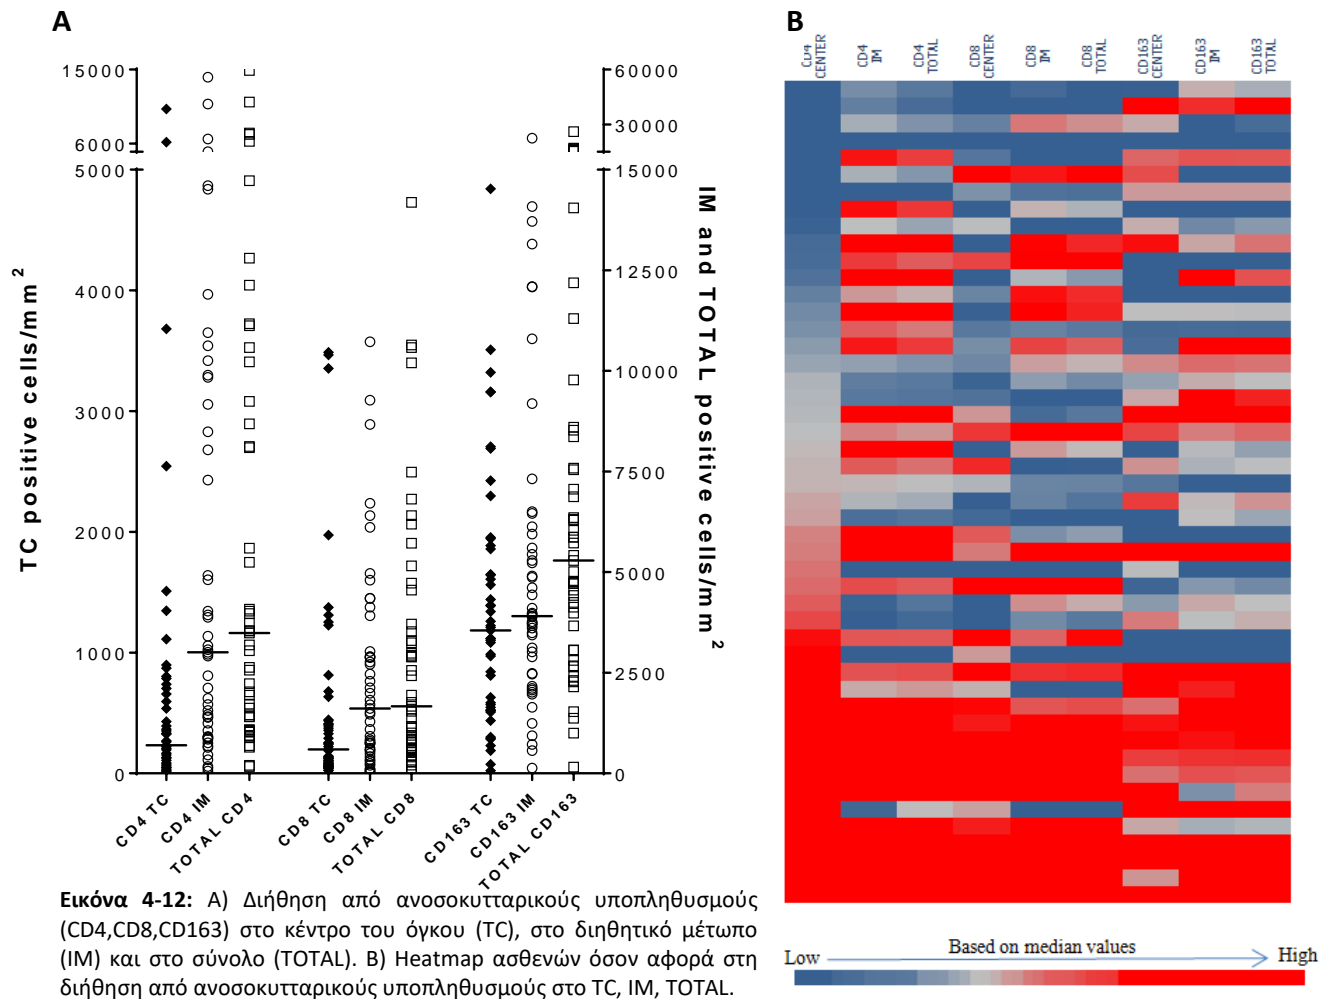 A
B
15000
6000
5000
4000
3000
2000
1000
0
TC positive cells/mm2
60000
30000
15000
12500
10000
7500
5000
2500
0
IM and TOTAL positive cells/mm2
CD4 TC
CD4 IM
TOTAL CD4
CD8 TC
CD8 IM
TOTAL CD8
CD163 TC
CD163 IM
TOTAL CD163
CD4 CENTER
CD4 IM
CD4 TOTAL
CD8 CENTER
CD8 IM
CD8 TOTAL
CD163 CENTER
CD163 IM
CD163 TOTAL
Εικόνα 4-12: Α) Διήθηση από ανοσοκυτταρικούς υποπληθυσμούς
(CD4,CD8,CD163) στο κέντρο του όγκου (TC), στο διηθητικό μέτωπο
(IM) και στο σύνολο (TOTAL). Β) Heatmap ασθενών όσον αφορά στη
διήθηση από ανοσοκυτταρικούς υποπληθυσμούς στο TC, IM, TOTAL.
Low
Based on median values
High